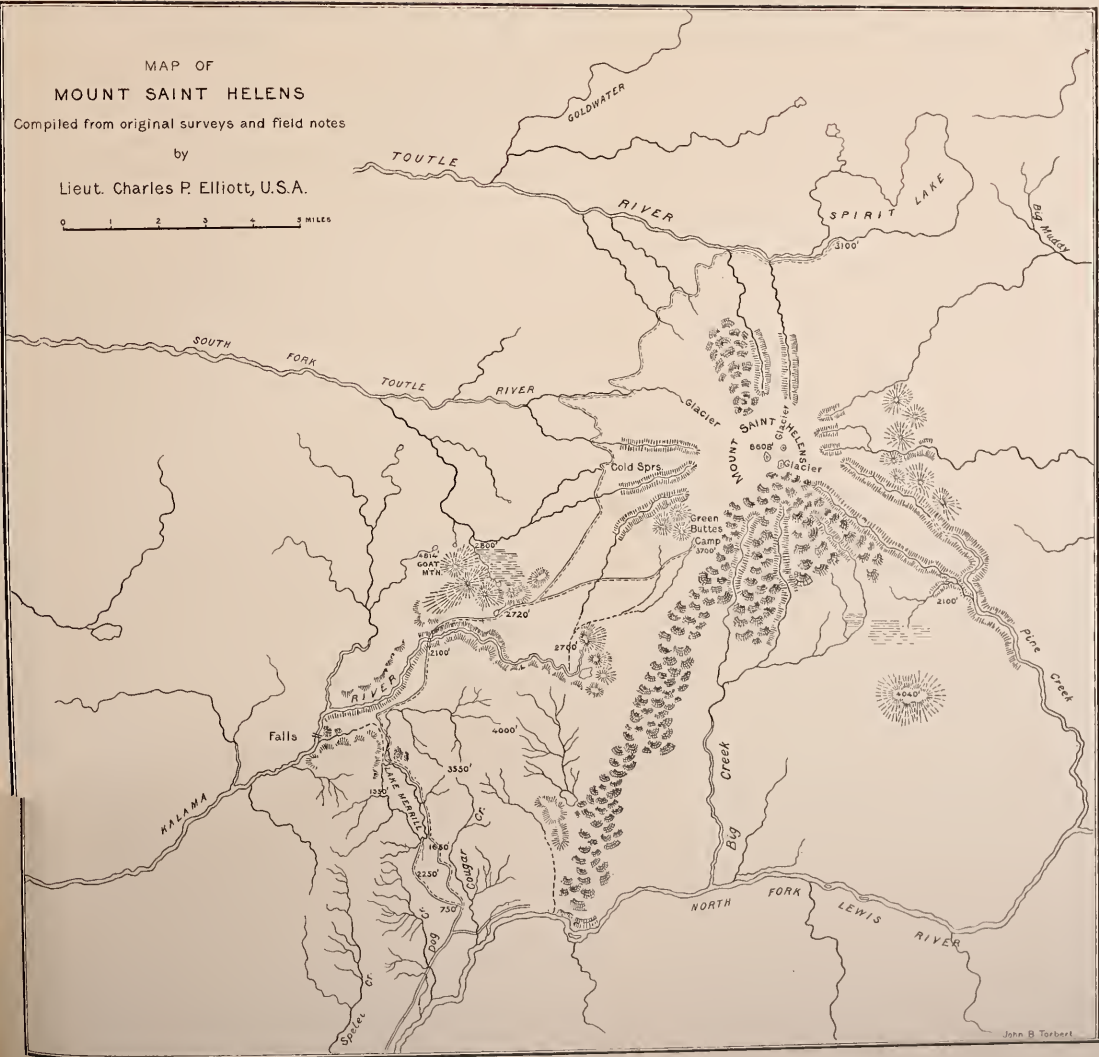 MAP OF
MOUNT SAINT HELENS
Compiled from original surveys and field notes
by
Lieut. Charles P. Elliott, U.S.A.
0 1 2 3 4 5 MILES
GOLDWATER
TOUTLE RIVER
SPIRIT LAKE
3100'
Big Muddy
SOUTH FORK TOUTLE RIVER
Glacier
Glacier
MOUNT SAINT HELENS
Glacier
Cold Sprs.
Green
Buttes
Camp
3700'
2800'
GOAT
MTN.
2720'
2100'
2700'
2100'
Pine Creek
4040'
RIVER
Falls
4000'
3550'
LAKE MERRILL
KALAMA
1650'
2250'
Cougar Cr.
750'
Big Creek
NORTH FORK LEWIS RIVER
Dog Cr.
Spelei Cr.
John B Torbert